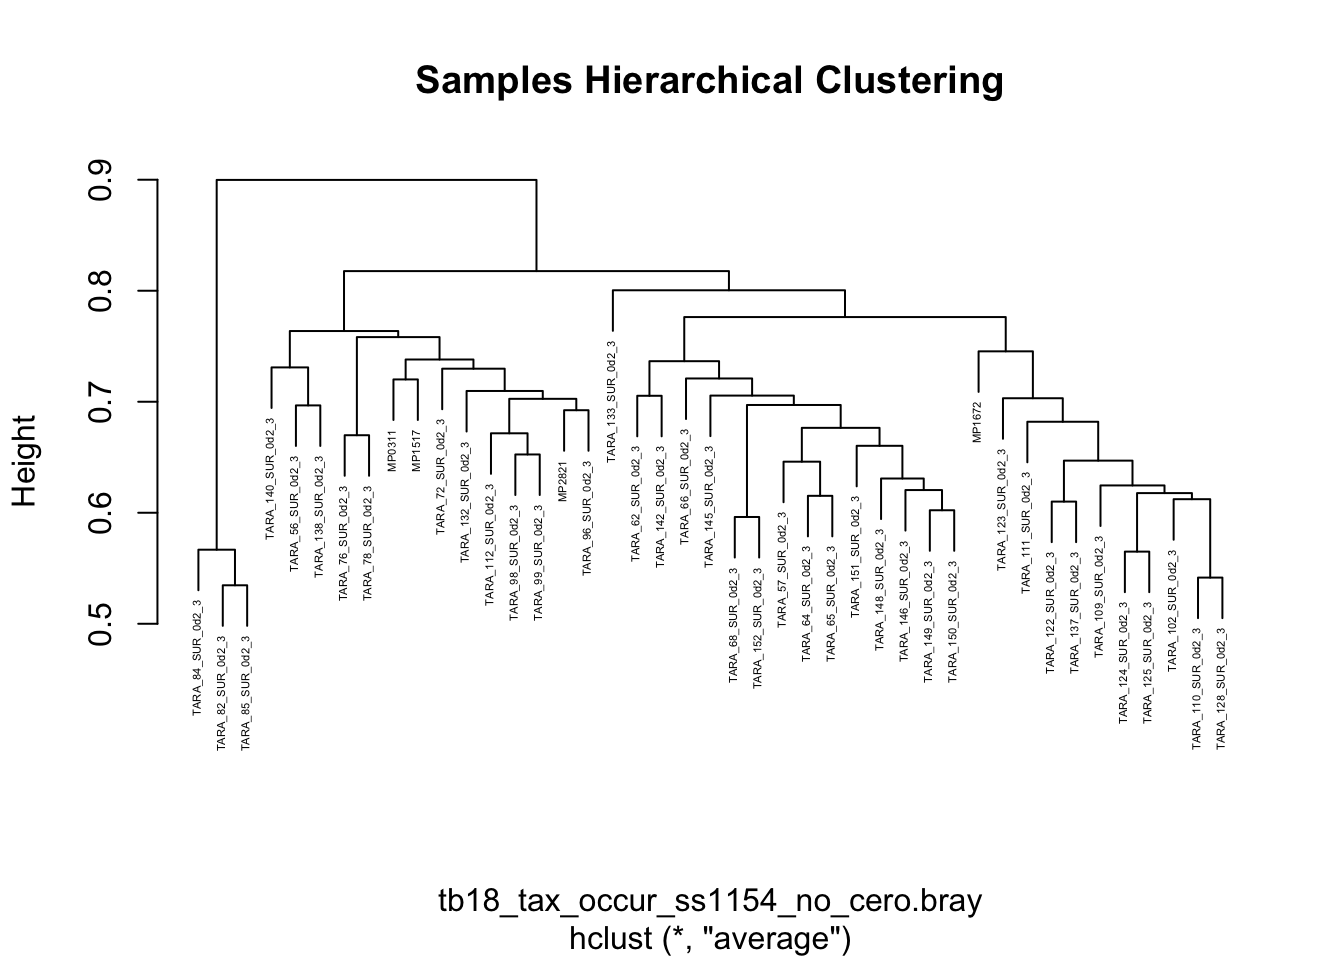 Samples Hierarchical Clustering
Height
0.9
0.8
0.7
0.6
0.5
TARA_84_SUR_0d2_3
TARA_82_SUR_0d2_3
TARA_85_SUR_0d2_3
TARA_140_SUR_0d2_3
TARA_56_SUR_0d2_3
TARA_138_SUR_0d2_3
TARA_76_SUR_0d2_3
TARA_78_SUR_0d2_3
MP0311
MP1517
TARA_72_SUR_0d2_3
TARA_132_SUR_0d2_3
TARA_112_SUR_0d2_3
TARA_98_SUR_0d2_3
TARA_99_SUR_0d2_3
MP2821
TARA_96_SUR_0d2_3
TARA_133_SUR_0d2_3
TARA_62_SUR_0d2_3
TARA_142_SUR_0d2_3
TARA_66_SUR_0d2_3
TARA_145_SUR_0d2_3
TARA_68_SUR_0d2_3
TARA_152_SUR_0d2_3
TARA_57_SUR_0d2_3
TARA_64_SUR_0d2_3
TARA_65_SUR_0d2_3
TARA_151_SUR_0d2_3
TARA_148_SUR_0d2_3
TARA_146_SUR_0d2_3
TARA_149_SUR_0d2_3
TARA_150_SUR_0d2_3
MP1672
TARA_123_SUR_0d2_3
TARA_111_SUR_0d2_3
TARA_122_SUR_0d2_3
TARA_137_SUR_0d2_3
TARA_109_SUR_0d2_3
TARA_124_SUR_0d2_3
TARA_125_SUR_0d2_3
TARA_102_SUR_0d2_3
TARA_110_SUR_0d2_3
TARA_128_SUR_0d2_3
tb18_tax_occur_ss1154_no_cero.bray
hclust (*, "average")